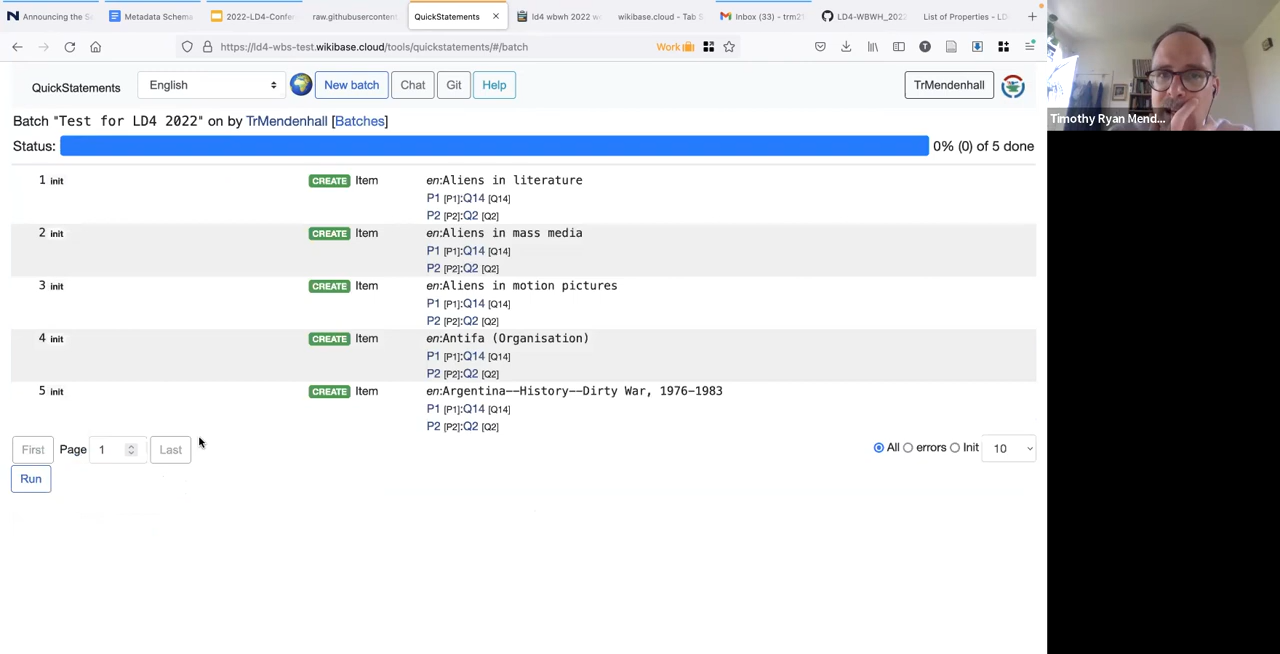 Announcing the Se
Metadata Schema
2022-LD4-Confer
raw.githubusercontent
QuickStatements
ld4 wbwh 2022 w
wikibase.cloud - Tab S
Inbox (33) - trm21
LD4-WBWH_2022
List of Properties - LD
https://ld4-wbs-test.wikibase.cloud/tools/quickstatements/#/batch
Work
QuickStatements
English
New batch
Chat
Git
Help
TrMendenhall
Batch "Test for LD4 2022" on by TrMendenhall [Batches]
Status:
0% (0) of 5 done
1 init CREATE Item en:Aliens in literature
P1 [P1]:Q14 [Q14]
P2 [P2]:Q2 [Q2]
2 init CREATE Item en:Aliens in mass media
P1 [P1]:Q14 [Q14]
P2 [P2]:Q2 [Q2]
3 init CREATE Item en:Aliens in motion pictures
P1 [P1]:Q14 [Q14]
P2 [P2]:Q2 [Q2]
4 init CREATE Item en:Antifa (Organisation)
P1 [P1]:Q14 [Q14]
P2 [P2]:Q2 [Q2]
5 init CREATE Item en:Argentina--History--Dirty War, 1976-1983
P1 [P1]:Q14 [Q14]
P2 [P2]:Q2 [Q2]
First Page 1 Last
All errors Init 10
Run
Timothy Ryan Mend...